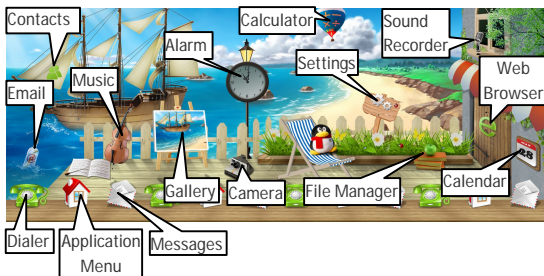 Contacts
Calculator
Sound
Recorder
Alarm
Settings
Music
Web
Browser
Email
Gallery
Camera
File Manager
Calendar
Dialer
Application
Menu
Messages